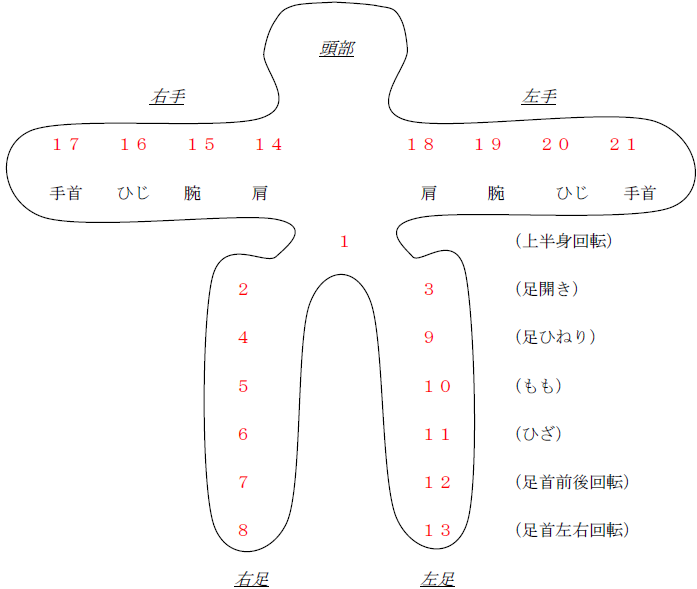 頭部
右手 左手
17 16 15 14 18 19 20 21
手首 ひじ 腕 肩 肩 腕 ひじ 手首
1 (上半身回転)
2 3 (足開き)
4 9 (足ひねり)
5 10 (もも)
6 11 (ひざ)
7 12 (足首前後回転)
8 13 (足首左右回転)
右足 左足